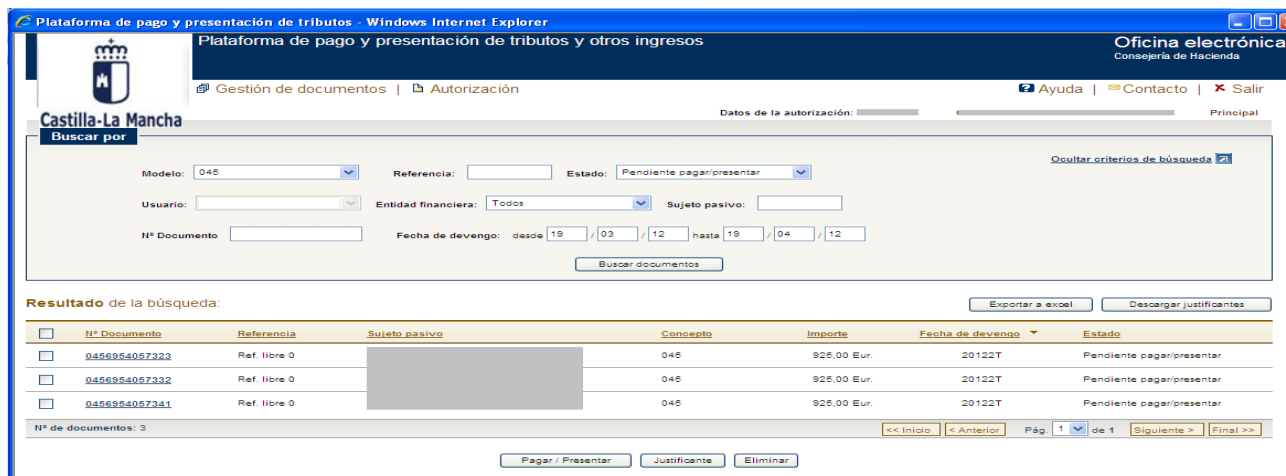 Plataforma de pago y presentación de tributos - Windows Internet Explorer
Plataforma de pago y presentación de tributos y otros ingresos
Oficina electrónica
Consejería de Hacienda
Castilla-La Mancha
Gestión de documentos | Autorización
Ayuda | Contacto | Salir
Datos de la autorización:
Principal
Buscar por
Ocultar criterios de búsqueda
Modelo: 045 Referencia: Estado: Pendiente pagar/presentar
Usuario: Entidad financiera: Todos Sujeto pasivo:
Nº Documento Fecha de devengo: desde 19 / 03 / 12 hasta 19 / 04 / 12
Buscar documentos
Resultado de la búsqueda:
Exportar a excel Descargar justificantes
Nº Documento Referencia Sujeto pasivo Concepto Importe Fecha de devengo Estado
0456954057323 Ref. libre 0 045 925,00 Eur. 20122T Pendiente pagar/presentar
0456954057332 Ref. libre 0 045 925,00 Eur. 20122T Pendiente pagar/presentar
0456954057341 Ref. libre 0 045 925,00 Eur. 20122T Pendiente pagar/presentar
Nº de documentos: 3 << Inicio < Anterior Pág. 1 de 1 Siguiente > Final >>
Pagar / Presentar Justificante Eliminar